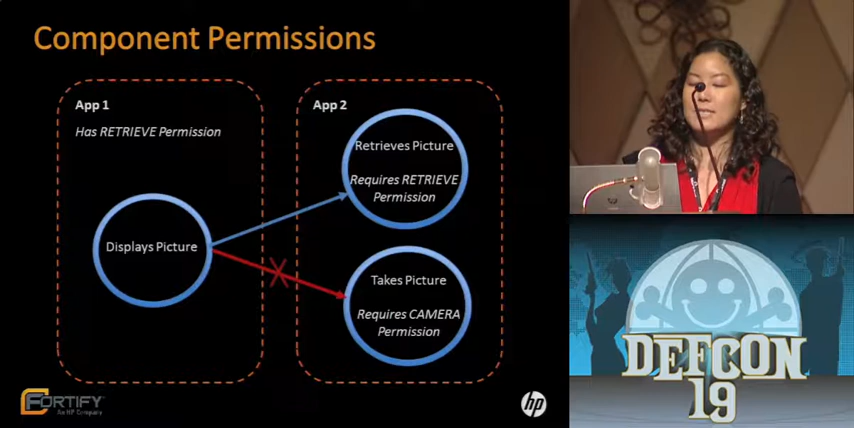 Component Permissions
App 1
Has RETRIEVE Permission
Displays Picture
App 2
Retrieves Picture
Requires RETRIEVE
Permission
Takes Picture
Requires CAMERA
Permission
FORTIFY
An HP Company
hp
DEFCON
19